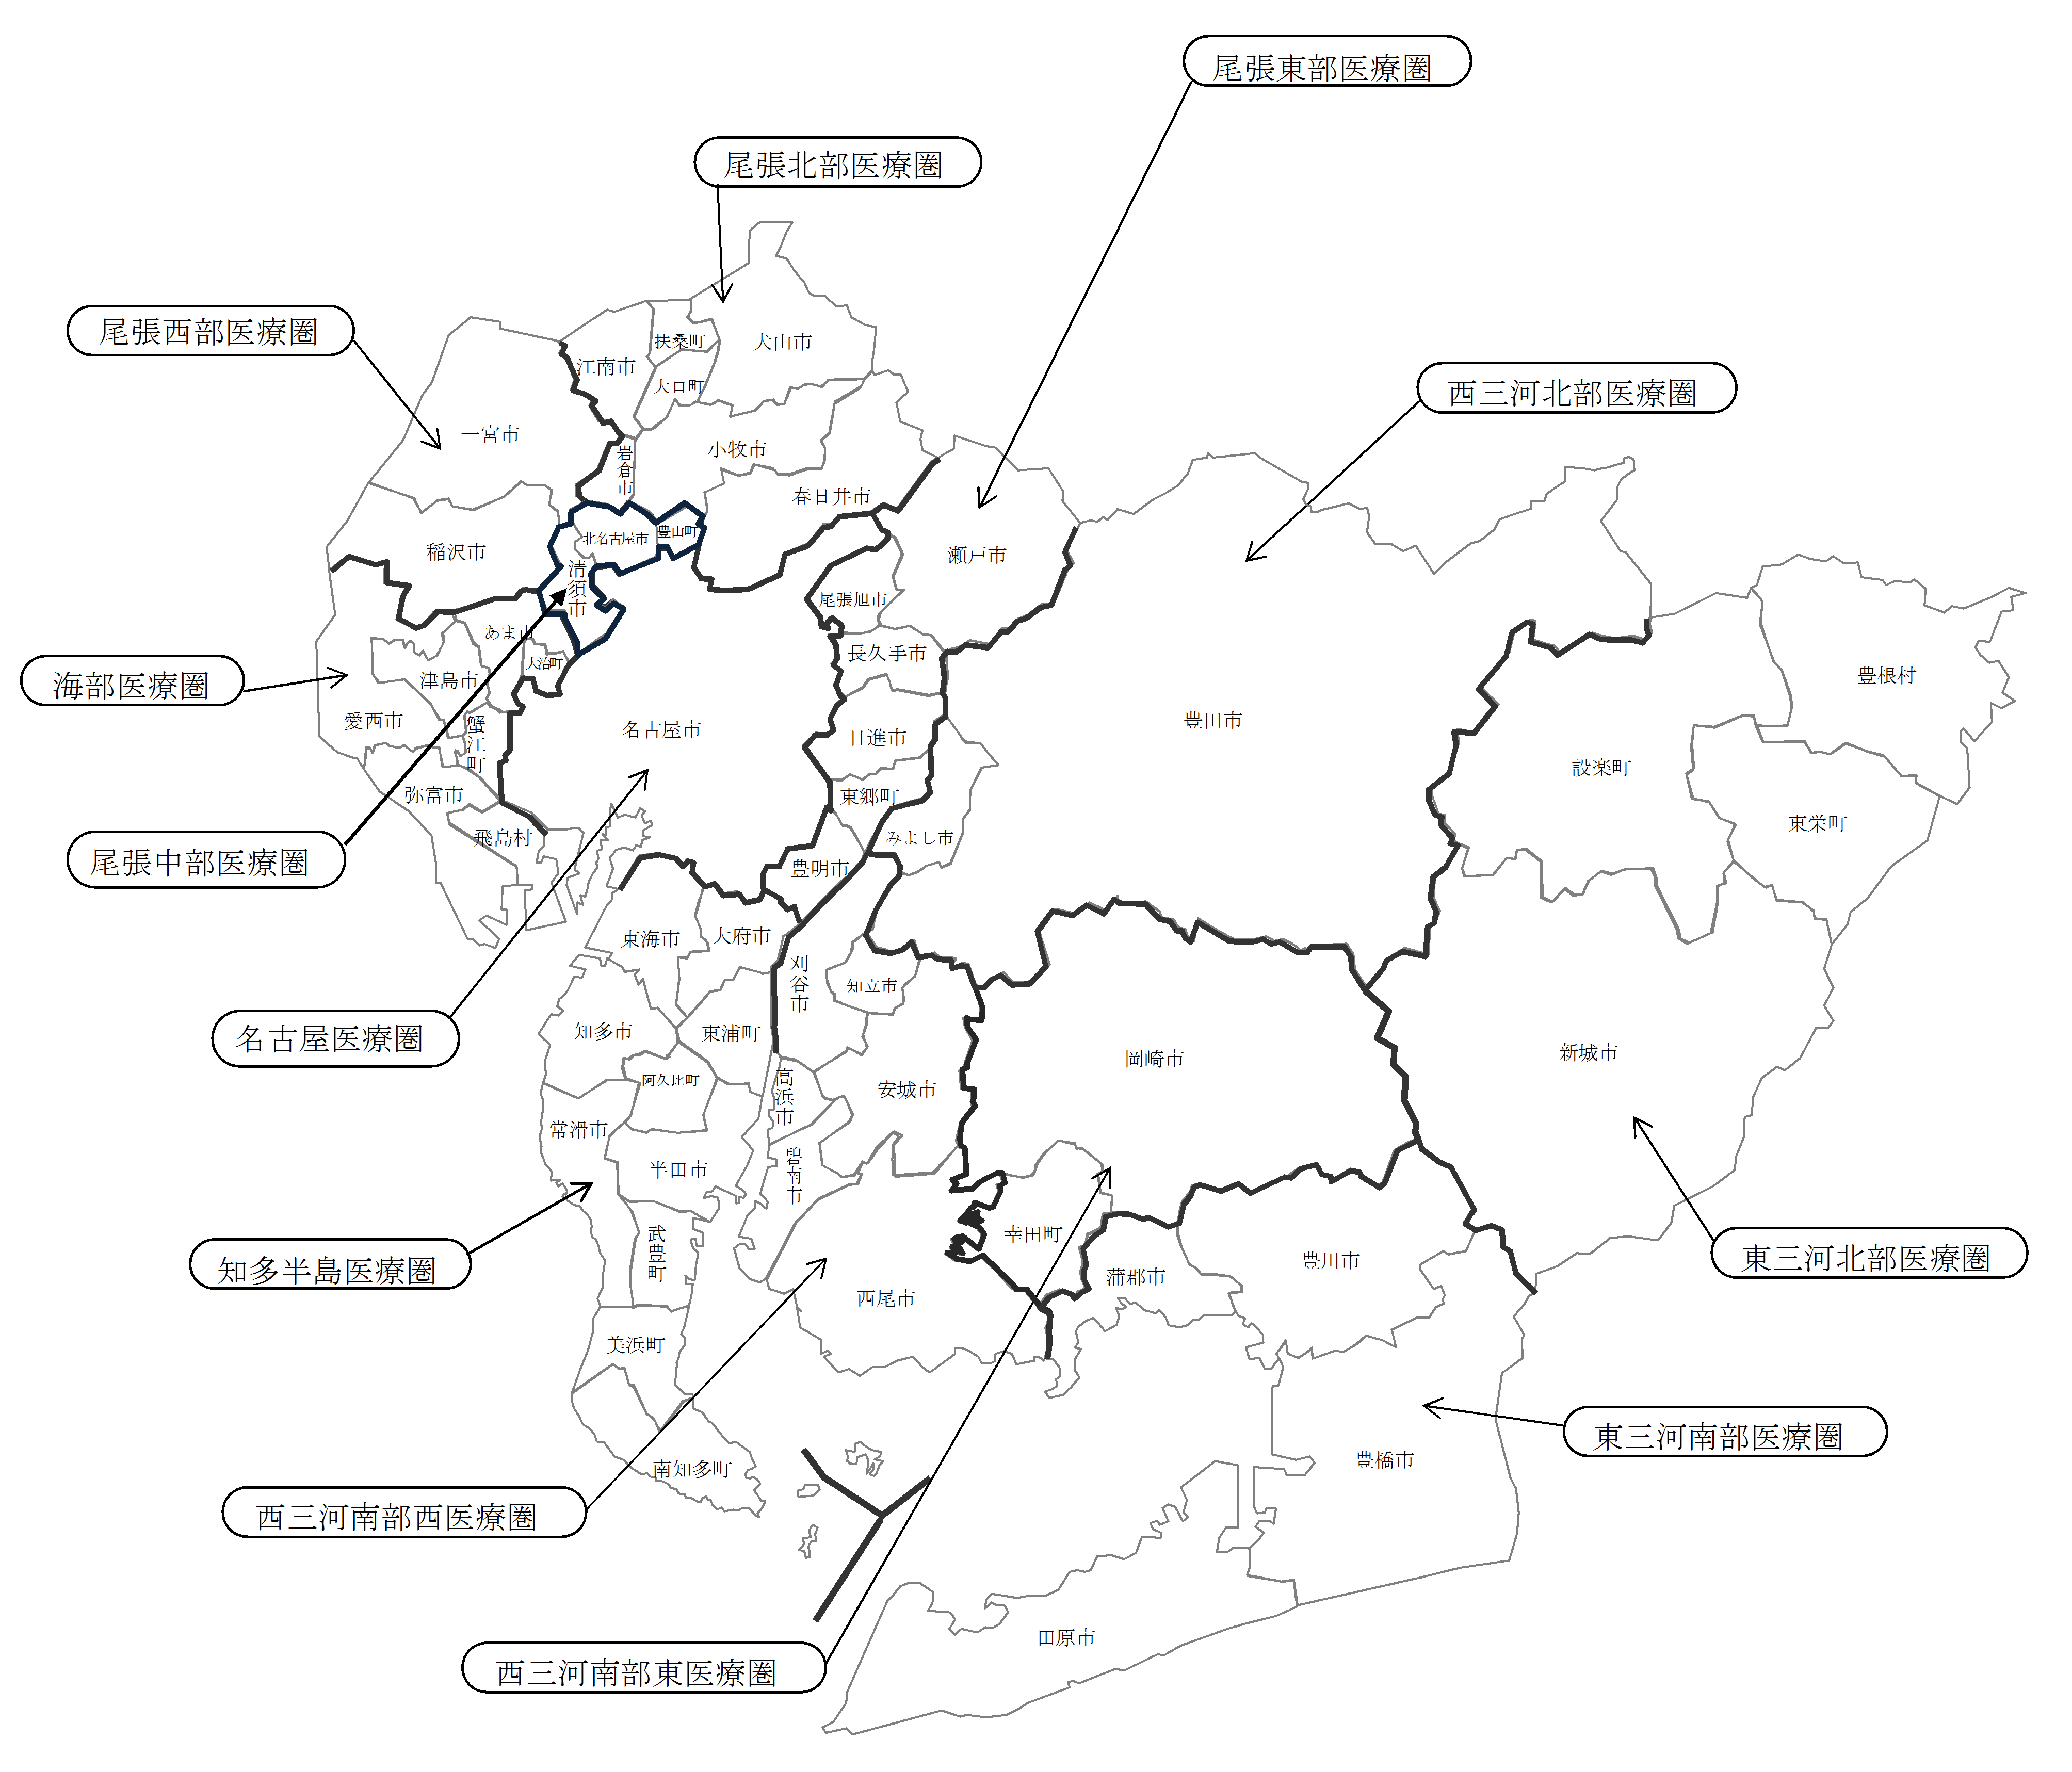 尾張東部医療圏
尾張北部医療圏
尾張西部医療圏
西三河北部医療圏
扶桑町
犬山市
江南市
大口町
一宮市
小牧市
岩倉市
春日井市
稲沢市
北名古屋市
豊山町
瀬戸市
清須市
尾張旭市
あま市
大治町
長久手市
海部医療圏
津島市
愛西市
蟹江町
名古屋市
日進市
豊田市
豊根村
設楽町
弥富市
東郷町
飛島村
みよし市
東栄町
尾張中部医療圏
豊明市
東海市
大府市
刈谷市
知立市
知多市
東浦町
名古屋医療圏
岡崎市
新城市
阿久比町
高浜市
安城市
常滑市
半田市
碧南市
武豊町
幸田町
知多半島医療圏
東三河北部医療圏
蒲郡市
豊川市
西尾市
美浜町
東三河南部医療圏
豊橋市
南知多町
西三河南部西医療圏
田原市
西三河南部東医療圏